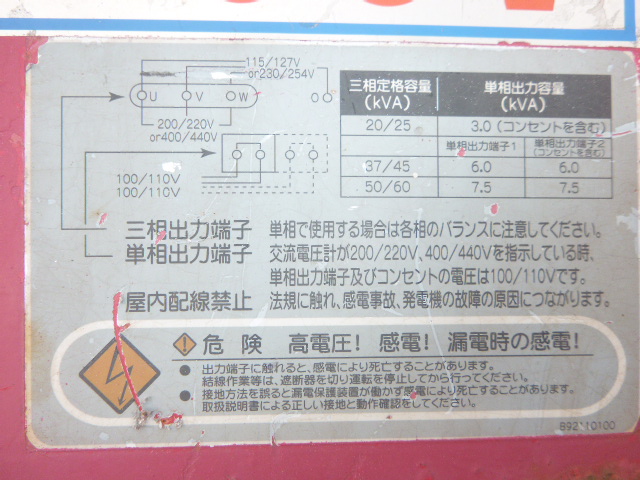 115/127V
or230/254V
U V W O
200/220V
or400/440V
100/110V
100/110V
三相定格容量 (kVA) 単相出力容量 (kVA)
20/25 3.0(コンセントを含む)
単相出力端子1 単相出力端子2 (コンセントを含む)
37/45 6.0 6.0
50/60 7.5 7.5
三相出力端子 単相で使用する場合は各相のバランスに注意してください。
単相出力端子 交流電圧計が200/220V、400/440Vを指示している時、
単相出力端子及びコンセントの電圧は100/110Vです。
屋内配線禁止 法規に触れ、感電事故、発電機の故障の原因につながります。
危険 高電圧! 感電! 漏電時の感電!
● 出力端子に触れると、感電により死亡することがあります。
結線作業等は、遮断器を切り運転を停止してから行ってください。
● 接地方法を誤ると漏電保護装置が働かず感電により死亡することがあります。
取扱説明書による正しい接地と動作確認をしてください。